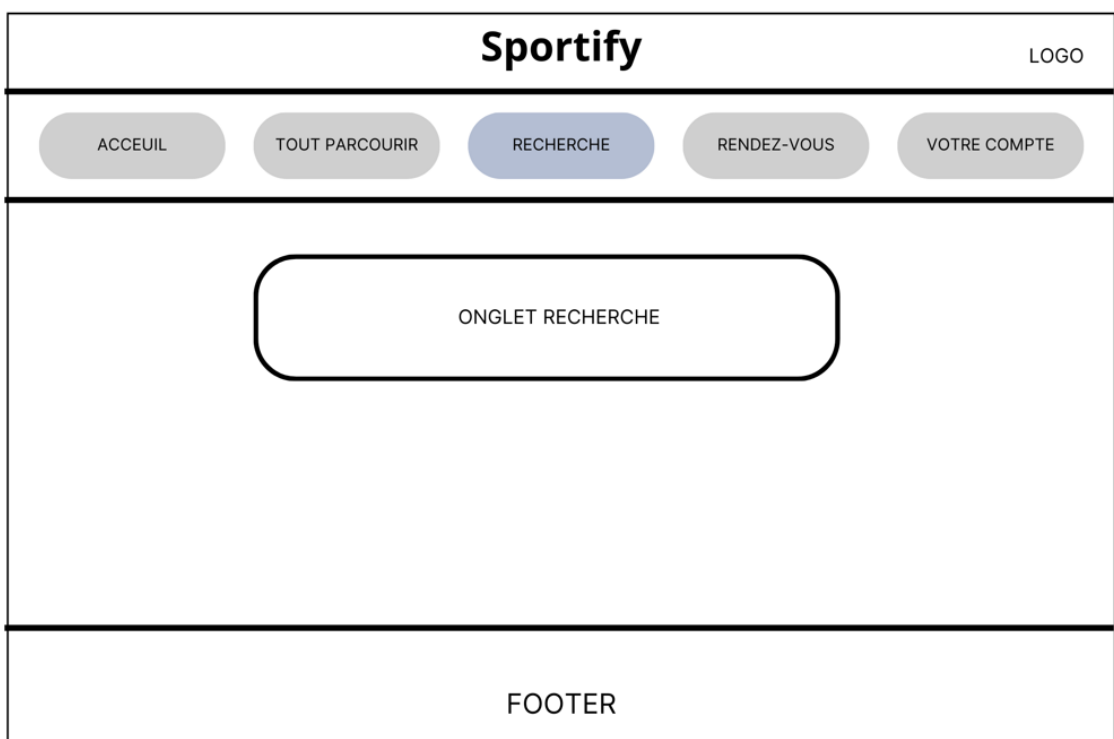 Sportify
LOGO
ACCEUIL
TOUT PARCOURIR
RECHERCHE
RENDEZ-VOUS
VOTRE COMPTE
ONGLET RECHERCHE
FOOTER